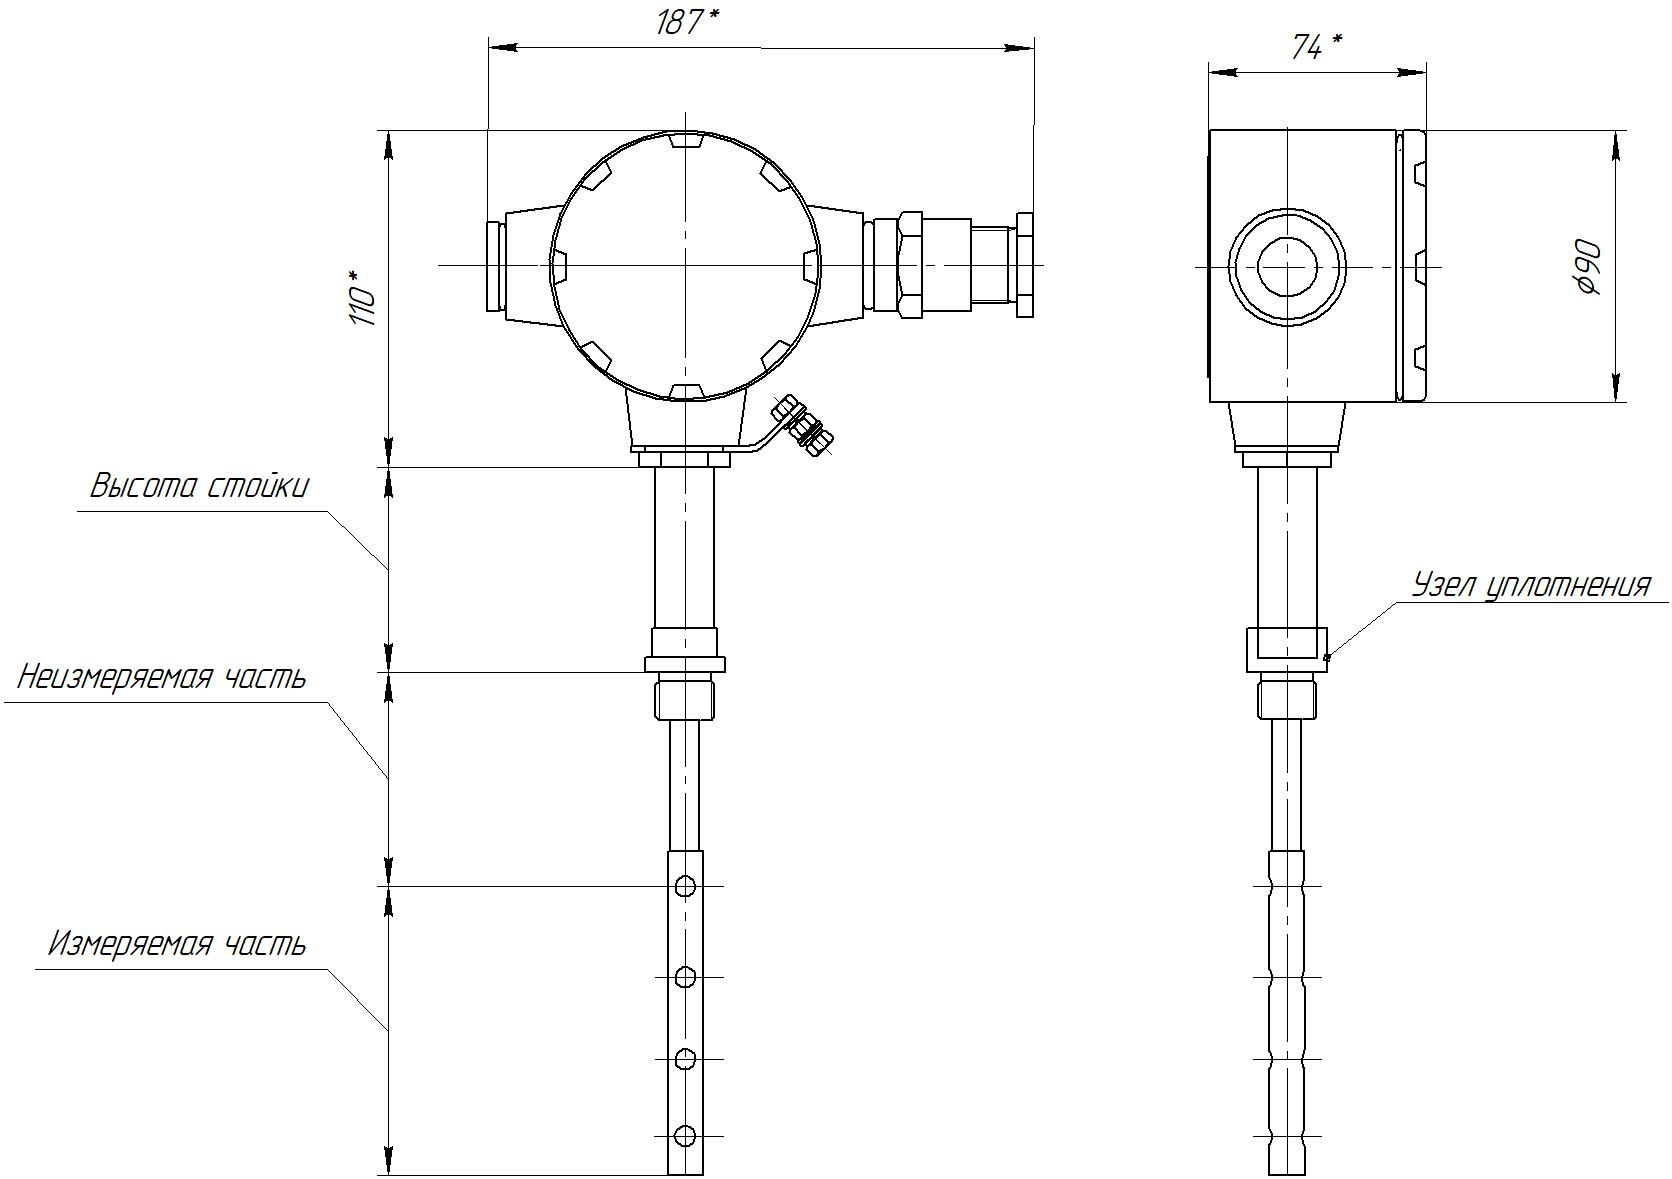 187*
74*
110*
ϕ90
Высота стойки
Узел уплотнения
Неизмеряемая часть
Измеряемая часть